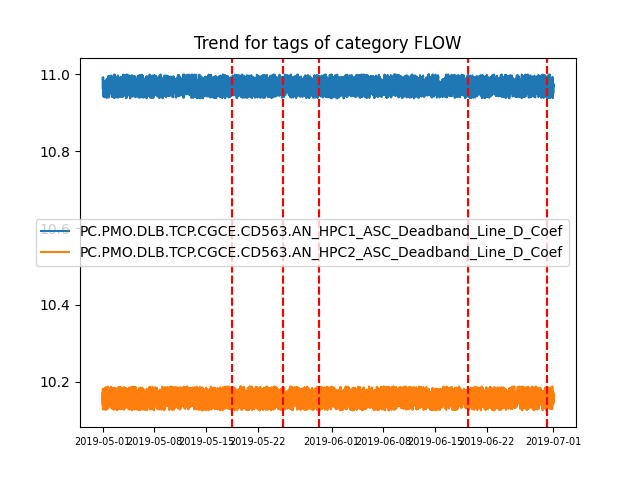 Trend for tags of category FLOW
11.0
10.8
10.6
PC.PMO.DLB.TCP.CGCE.CD563.AN_HPC1_ASC_Deadband_Line_D_Coef
PC.PMO.DLB.TCP.CGCE.CD563.AN_HPC2_ASC_Deadband_Line_D_Coef
10.4
10.2
2019-05-01 2019-05-08 2019-05-15 2019-05-22 2019-06-01 2019-06-08 2019-06-15 2019-06-22 2019-07-01